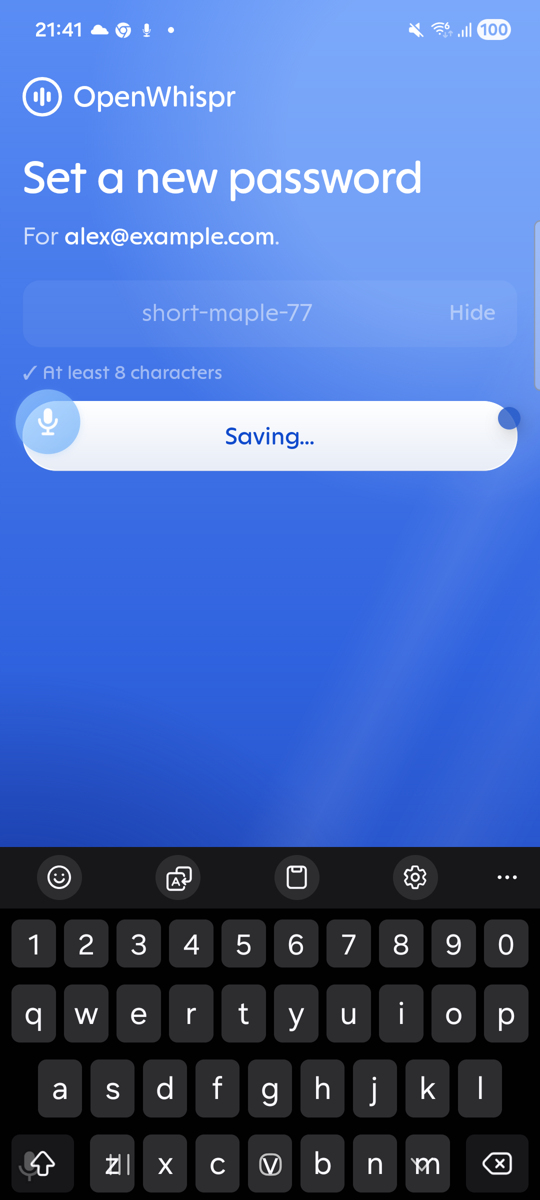 21:41
100
OpenWhispr
Set a new password
For alex@example.com.
short-maple-77 Hide
✓ At least 8 characters
Saving...
1 2 3 4 5 6 7 8 9 0
q w e r t y u i o p
a s d f g h j k l
z x c v b n m